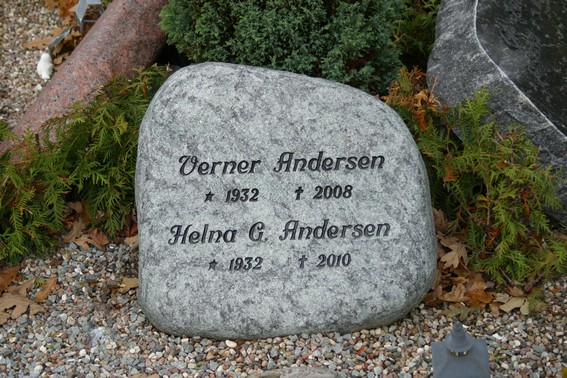 Verner Andersen
★ 1932 † 2008
Helna G. Andersen
★ 1932 † 2010